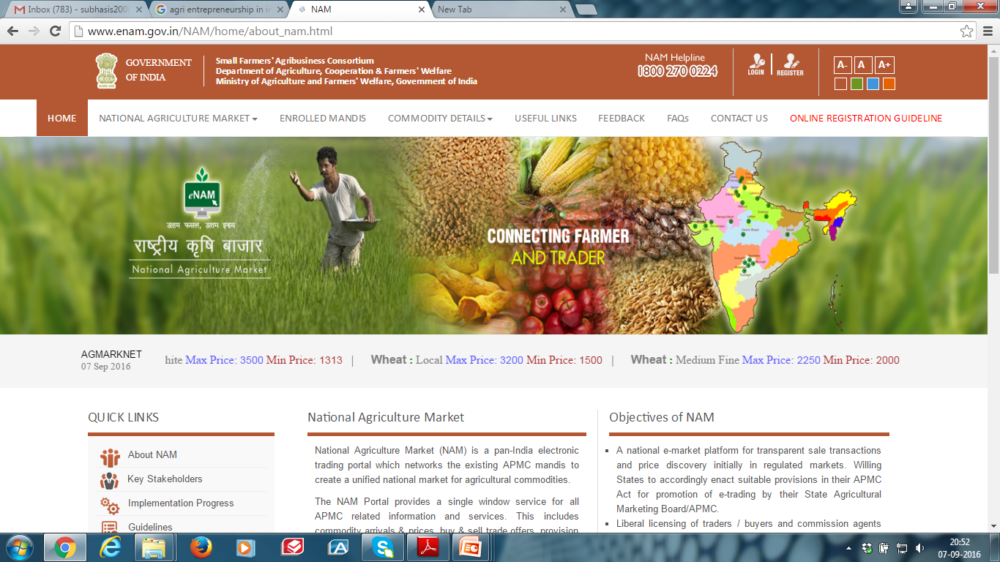 Inbox (783) - subhasis200
agri entrepreneurship in i
NAM
New Tab
www.enam.gov.in/NAM/home/about_nam.html
GOVERNMENT
OF INDIA
Small Farmers' Agribusiness Consortium
Department of Agriculture, Cooperation & Farmers' Welfare
Ministry of Agriculture and Farmers' Welfare, Government of India
NAM Helpline
1800 270 0224
LOGIN
REGISTER
A- A A+
HOME NATIONAL AGRICULTURE MARKET ENROLLED MANDIS COMMODITY DETAILS USEFUL LINKS FEEDBACK FAQs CONTACT US ONLINE REGISTRATION GUIDELINE
eNAM
उत्तम फसल, उत्तम इनाम
राष्ट्रीय कृषि बाजार
National Agriculture Market
CONNECTING FARMER
AND TRADER
AGMARKNET
07 Sep 2016
hite Max Price: 3500 Min Price: 1313 | Wheat : Local Max Price: 3200 Min Price: 1500 | Wheat : Medium Fine Max Price: 2250 Min Price: 2000
QUICK LINKS
About NAM
Key Stakeholders
Implementation Progress
Guidelines
National Agriculture Market
National Agriculture Market (NAM) is a pan-India electronic
trading portal which networks the existing APMC mandis to
create a unified national market for agricultural commodities.
The NAM Portal provides a single window service for all
APMC related information and services. This includes
commodity arrivals & prices, buy & sell trade offers, provision
Objectives of NAM
A national e-market platform for transparent sale transactions
and price discovery initially in regulated markets. Willing
States to accordingly enact suitable provisions in their APMC
Act for promotion of e-trading by their State Agricultural
Marketing Board/APMC.
Liberal licensing of traders / buyers and commission agents
20:52
07-09-2016